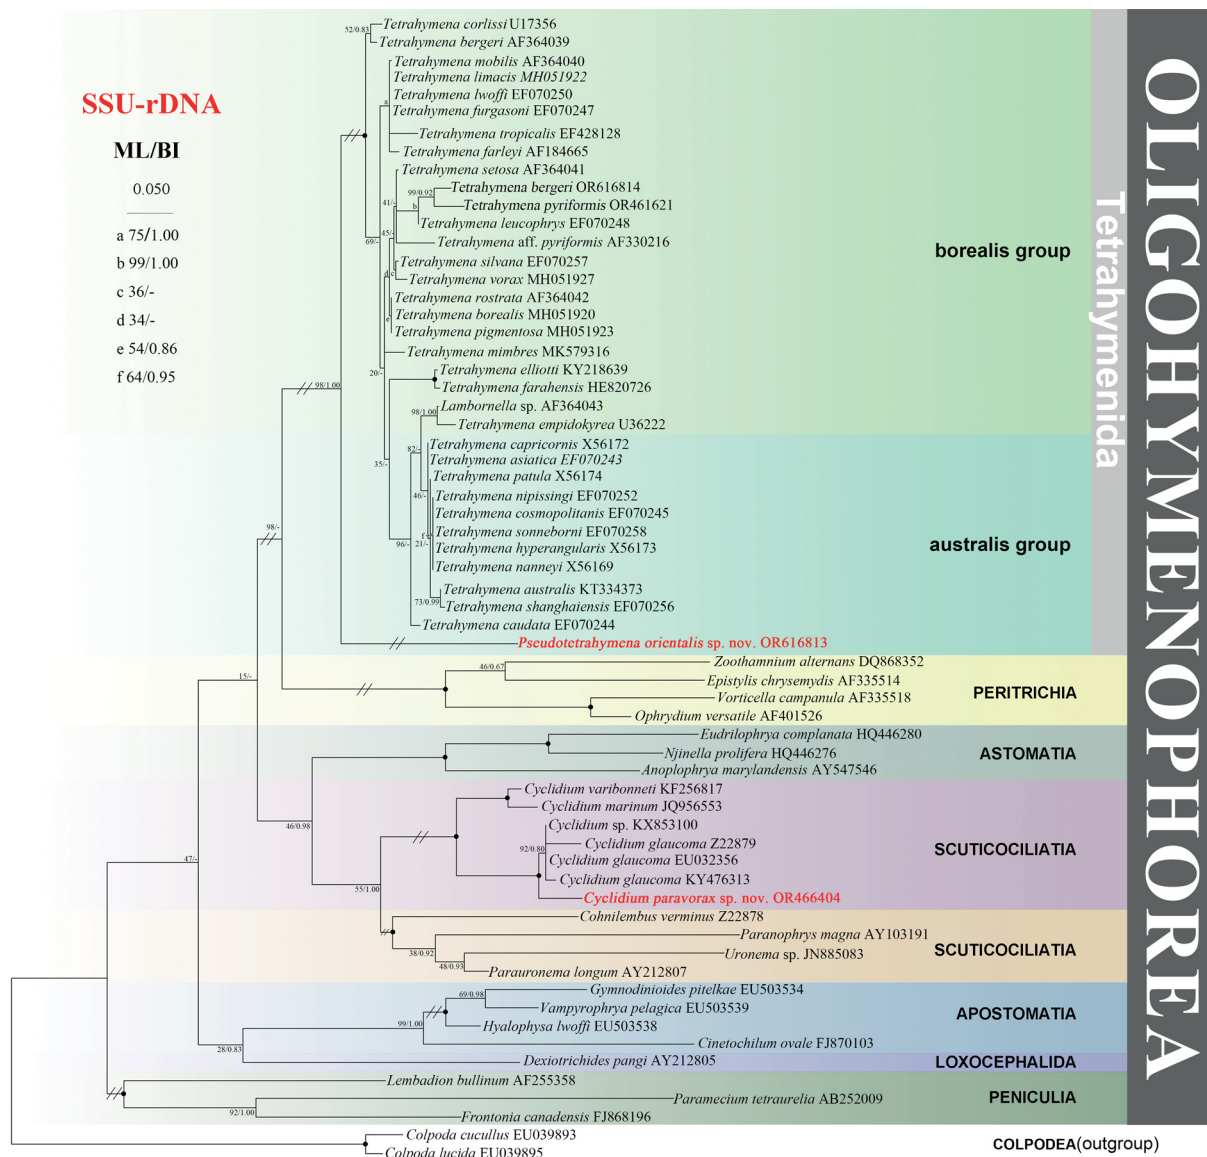 SSU-rDNA
ML/BI
0.050
a 75/1.00
b 99/1.00
c 36/-
d 34/-
e 54/0.86
f 64/0.95
52/0.83
Tetrahymena corlissi U17356
Tetrahymena bergeri AF364039
Tetrahymena mobilis AF364040
Tetrahymena limacis MH051922
Tetrahymena lwoffi EF070250
a
Tetrahymena furgasoni EF070247
Tetrahymena tropicalis EF428128
Tetrahymena farleyi AF184665
Tetrahymena setosa AF364041
99/0.92
Tetrahymena bergeri OR616814
41/-
b
Tetrahymena pyriformis OR461621
Tetrahymena leucophrys EF070248
45/-
69/-
Tetrahymena aff. pyriformis AF330216
Tetrahymena silvana EF070257
d
c
Tetrahymena vorax MH051927
Tetrahymena rostrata AF364042
Tetrahymena borealis MH051920
e
Tetrahymena pigmentosa MH051923
Tetrahymena mimbres MK579316
20/-
Tetrahymena elliotti KY218639
98/1.00
Tetrahymena farahensis HE820726
98/1.00
Lambornella sp. AF364043
Tetrahymena empidokyrea U36222
borealis group
82/-
Tetrahymena capricornis X56172
35/-
Tetrahymena asiatica EF070243
Tetrahymena patula X56174
46/-
Tetrahymena nipissingi EF070252
Tetrahymena cosmopolitanis EF070245
98/-
96/-
f
21/-
Tetrahymena sonneborni EF070258
Tetrahymena hyperangularis X56173
Tetrahymena nanneyi X56169
Tetrahymena australis KT334373
73/0.99
Tetrahymena shanghaiensis EF070256
Tetrahymena caudata EF070244
australis group
Pseudotetrahymena orientalis sp. nov. OR616813
Tetrahymenida
15/-
46/0.67
Zoothamnium alternans DQ868352
Epistylis chrysemydis AF335514
Vorticella campanula AF335518
Ophrydium versatile AF401526
PERITRICHIA
Eudrilophrya complanata HQ446280
Njinella prolifera HQ446276
Anoplophrya marylandensis AY547546
ASTOMATIA
46/0.98
Cyclidium varibonneti KF256817
Cyclidium marinum JQ956553
Cyclidium sp. KX853100
92/0.80
Cyclidium glaucoma Z22879
Cyclidium glaucoma EU032356
Cyclidium glaucoma KY476313
Cyclidium paravorax sp. nov. OR466404
SCUTICOCILIATIA
47/-
55/1.00
Cohnilembus verminus Z22878
Paranophrys magna AY103191
38/0.92
Uronema sp. JN885083
48/0.93
Parauronema longum AY212807
SCUTICOCILIATIA
69/0.98
Gymnodinioides pitelkae EU503534
Vampyrophrya pelagica EU503539
99/1.00
Hyalophysa lwoffi EU503538
Cinetochilum ovale FJ870103
APOSTOMATIA
28/0.83
Dexiotrichides pangi AY212805
LOXOCEPHALIDA
Lembadion bullinum AF255358
Paramecium tetraurelia AB252009
92/1.00
Frontonia canadensis FJ868196
PENICULIA
OLIGOHYMENOPHOREA
Colpoda cucullus EU039893
Colpoda lucida EU039895
COLPODEA(outgroup)